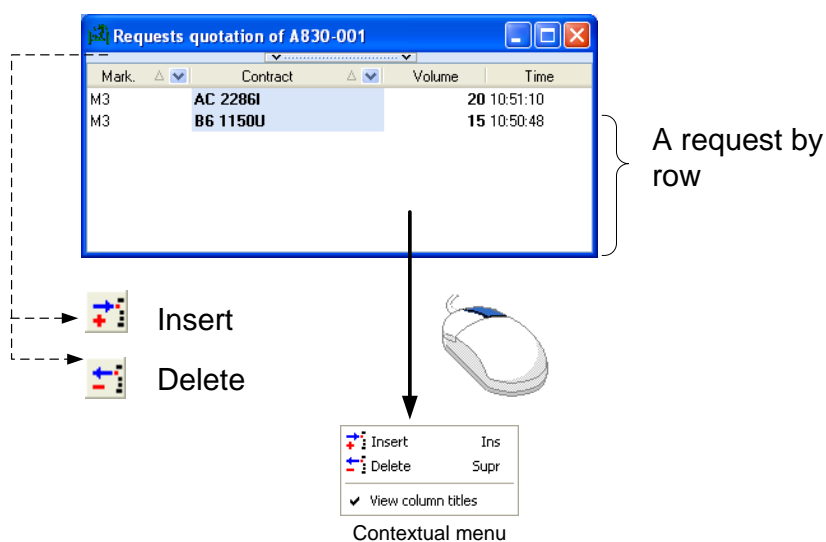 Requests quotation of A830-001
Mark. Contract Volume Time
M3 AC 2286I 20 10:51:10
M3 B6 1150U 15 10:50:48
A request by
row
Insert
Delete
Insert Ins
Delete Supr
View column titles
Contextual menu